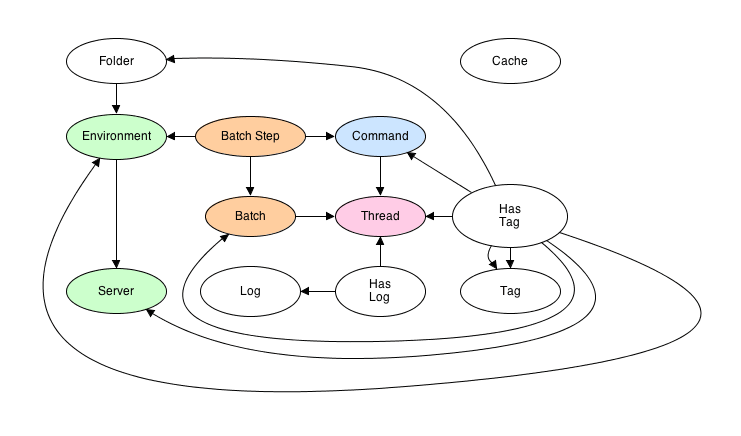 Folder
Cache
Environment
Batch Step
Command
Batch
Thread
Has
Tag
Server
Log
Has
Log
Tag